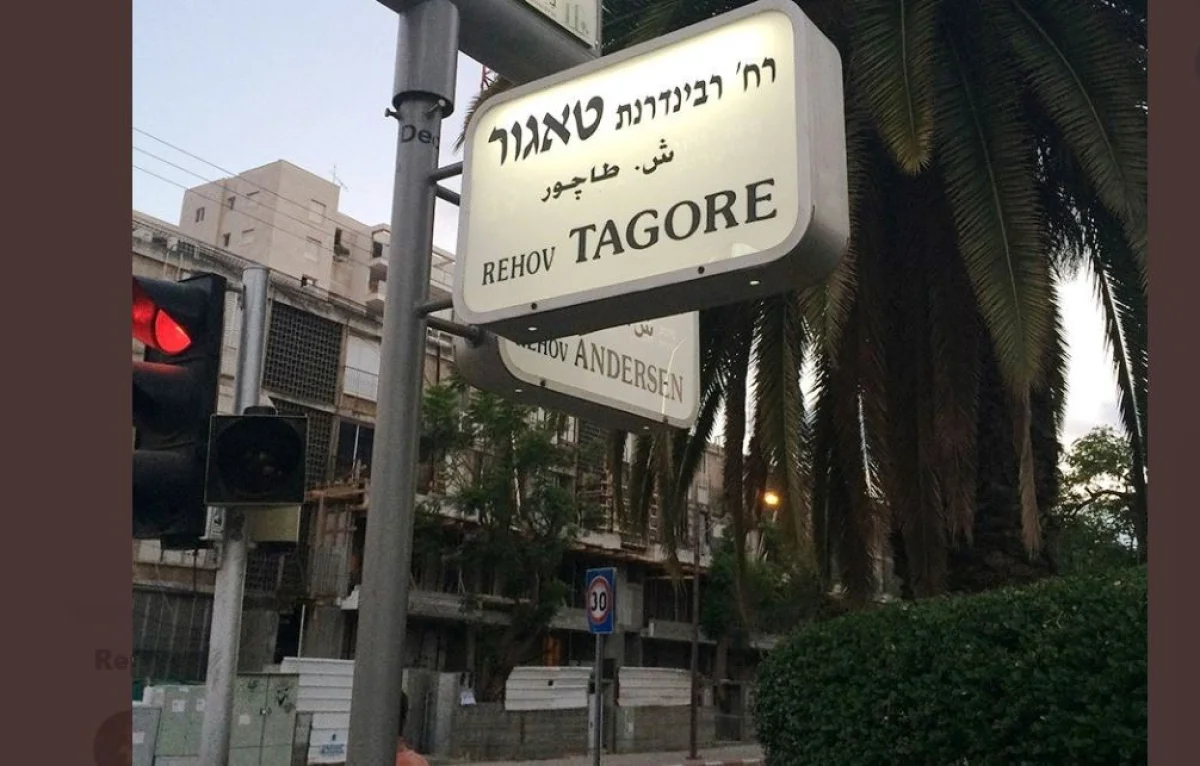 רח' רבינדרנת טאגור
ش. طاچور
REHOV TAGORE
REHOV ANDERSEN
30